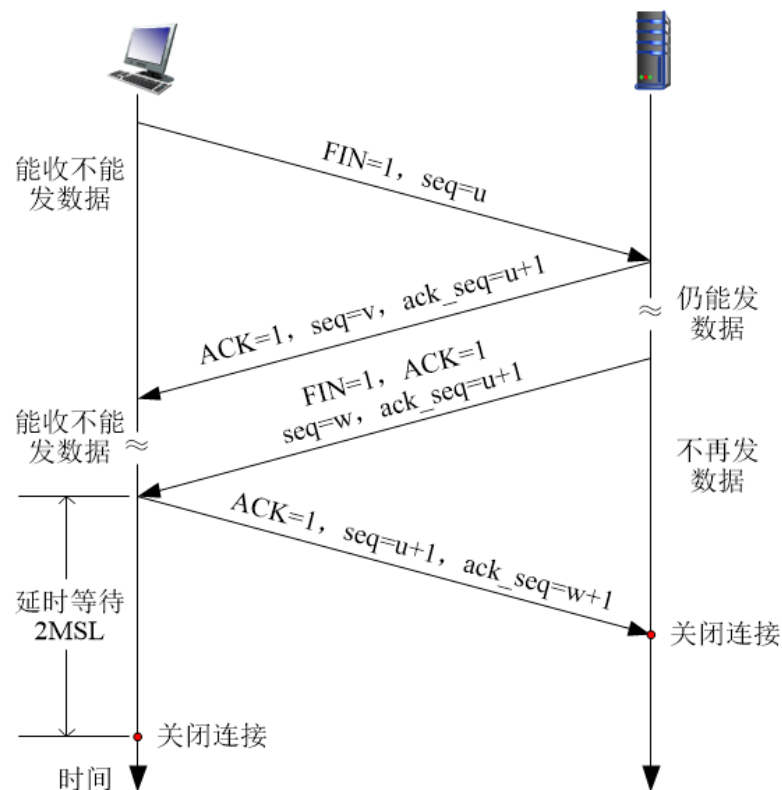 能收不能
发数据
FIN=1，seq=u
ACK=1，seq=v，ack_seq=u+1
仍能发
数据
FIN=1，ACK=1
seq=w，ack_seq=u+1
能收不能
发数据
不再发
数据
ACK=1，seq=u+1，ack_seq=w+1
延时等待
2MSL
关闭连接
关闭连接
时间